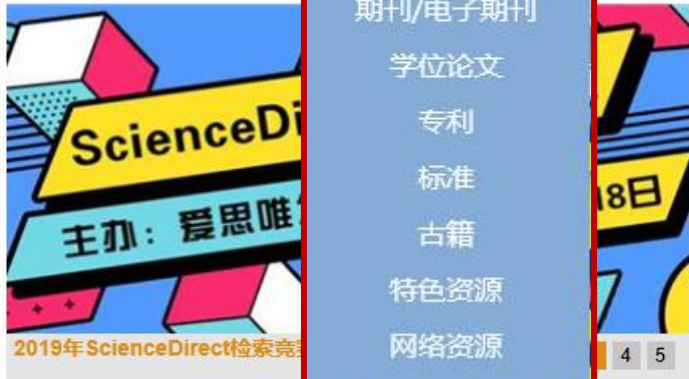 期刊/电子期刊
学位论文
专利
标准
古籍
特色资源
网络资源
ScienceDi
18日
主办：爱思唯
2019年ScienceDirect检索竞
4 5